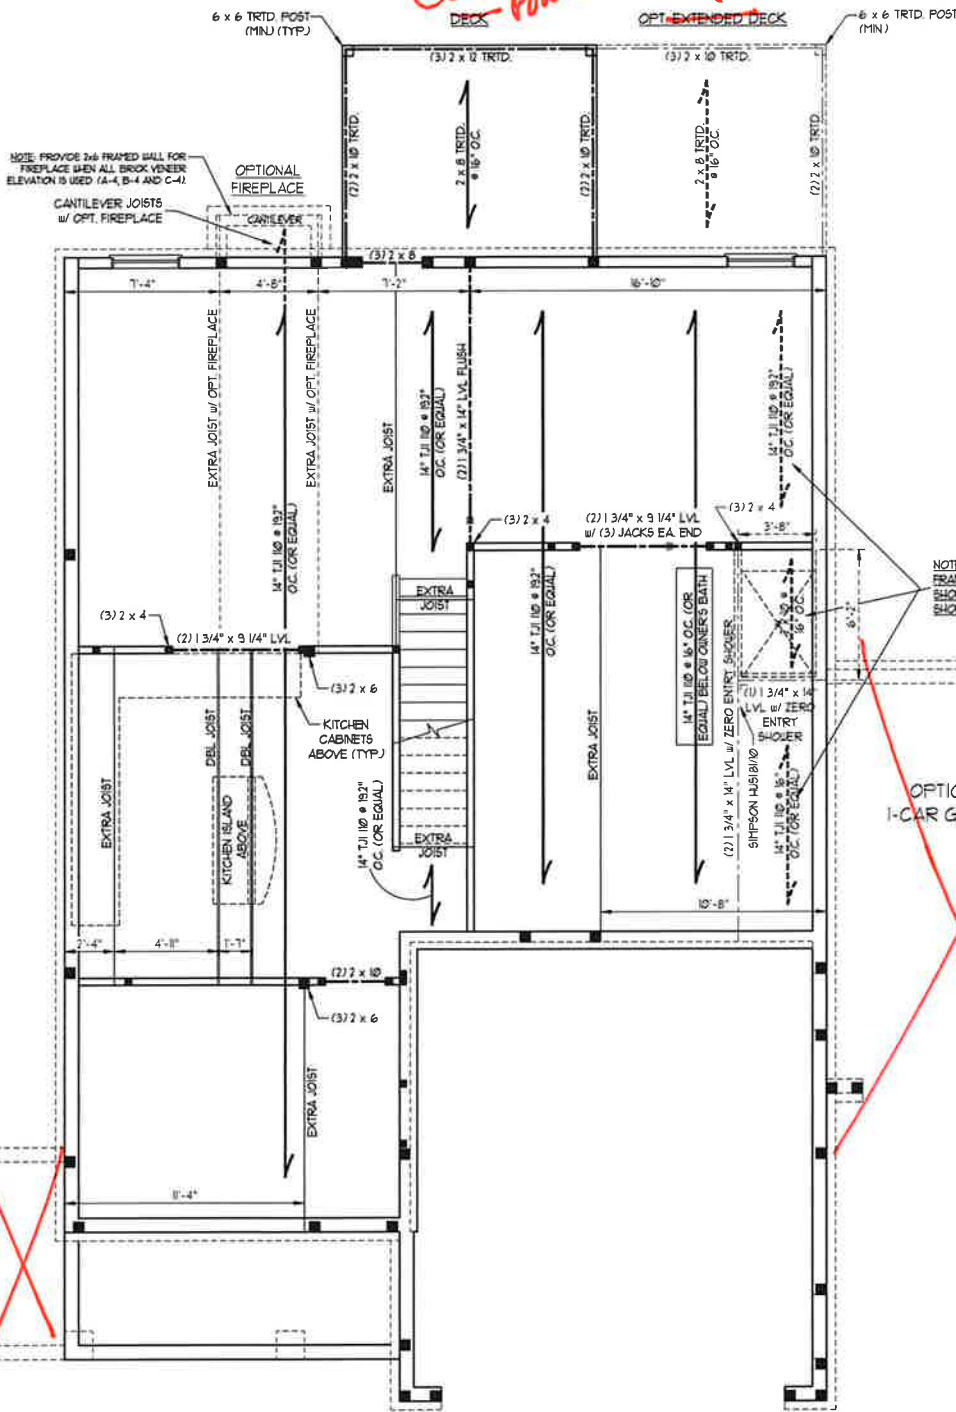 DECK
OPT. EXTENDED DECK
6 x 6 TRTD. POST
(MIN.) (TYP.)
6 x 6 TRTD. POST
(MIN.)
(3) 2 x 12 TRTD.
(3) 2 x 10 TRTD.
(2) 2 x 10 TRTD.
2 x 8 TRTD.
@ 16" O.C.
(2) 2 x 10 TRTD.
2 x 8 TRTD.
@ 16" O.C.
(2) 2 x 10 TRTD.
NOTE: PROVIDE 2x6 FRAMED WALL FOR
FIREPLACE WHEN ALL BRICK VENEER
ELEVATION IS USED (A-4, B-4 AND C-4).
OPTIONAL
FIREPLACE
CANTILEVER JOISTS
w/ OPT. FIREPLACE
CANTILEVER
(3) 2 x 8
7'-4"
4'-8"
7'-2"
16'-10"
EXTRA JOIST w/ OPT. FIREPLACE
EXTRA JOIST w/ OPT. FIREPLACE
EXTRA JOIST
14" TJI 110 @ 19.2"
O.C. (OR EQUAL)
(2) 1 3/4" x 14" LVL FLUSH
14" TJI 110 @ 19.2"
O.C. (OR EQUAL)
14" TJI 110 @ 19.2"
O.C. (OR EQUAL)
(3) 2 x 4
(2) 1 3/4" x 9 1/4" LVL
w/ (3) JACKS EA. END
(3) 2 x 4
3'-8"
NOTE
EXTRA
JOIST
14" TJI 110 @ 19.2"
O.C. (OR EQUAL)
14" TJI 110 @ 16" O.C. (OR
EQUAL) BELOW OWNER'S BATH
16" O.C.
6'-2"
(3) 2 x 4
(2) 1 3/4" x 9 1/4" LVL
(3) 2 x 6
KITCHEN
CABINETS
ABOVE (TYP.)
(1) 1 3/4" x 14"
LVL w/ ZERO
ENTRY
SHOWER
(2) 1 3/4" x 14" LVL w/ ZERO ENTRY SHOWER
SIMPSON HUS1.81/10
EXTRA JOIST
DBL JOIST
DBL JOIST
EXTRA JOIST
KITCHEN ISLAND
ABOVE
14" TJI 110 @ 19.2"
O.C. (OR EQUAL)
EXTRA
JOIST
14" TJI 110 @ 16"
O.C. (OR EQUAL)
OPTIO
1-CAR G
10'-8"
2'-4"
4'-11"
1'-7"
(2) 2 x 10
(3) 2 x 6
EXTRA JOIST
11'-4"